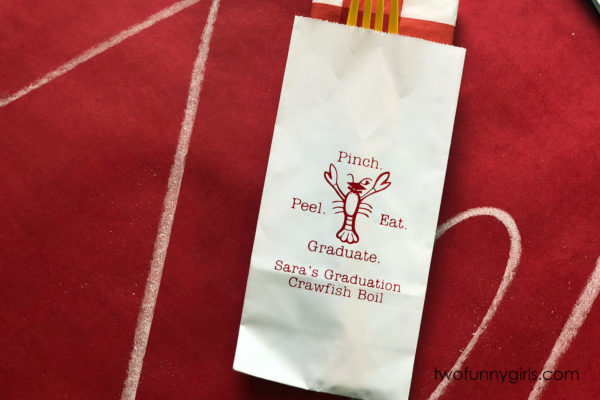 Pinch.
Peel. Eat.
Graduate.
Sara's Graduation
Crawfish Boil
twofunnygirls.com